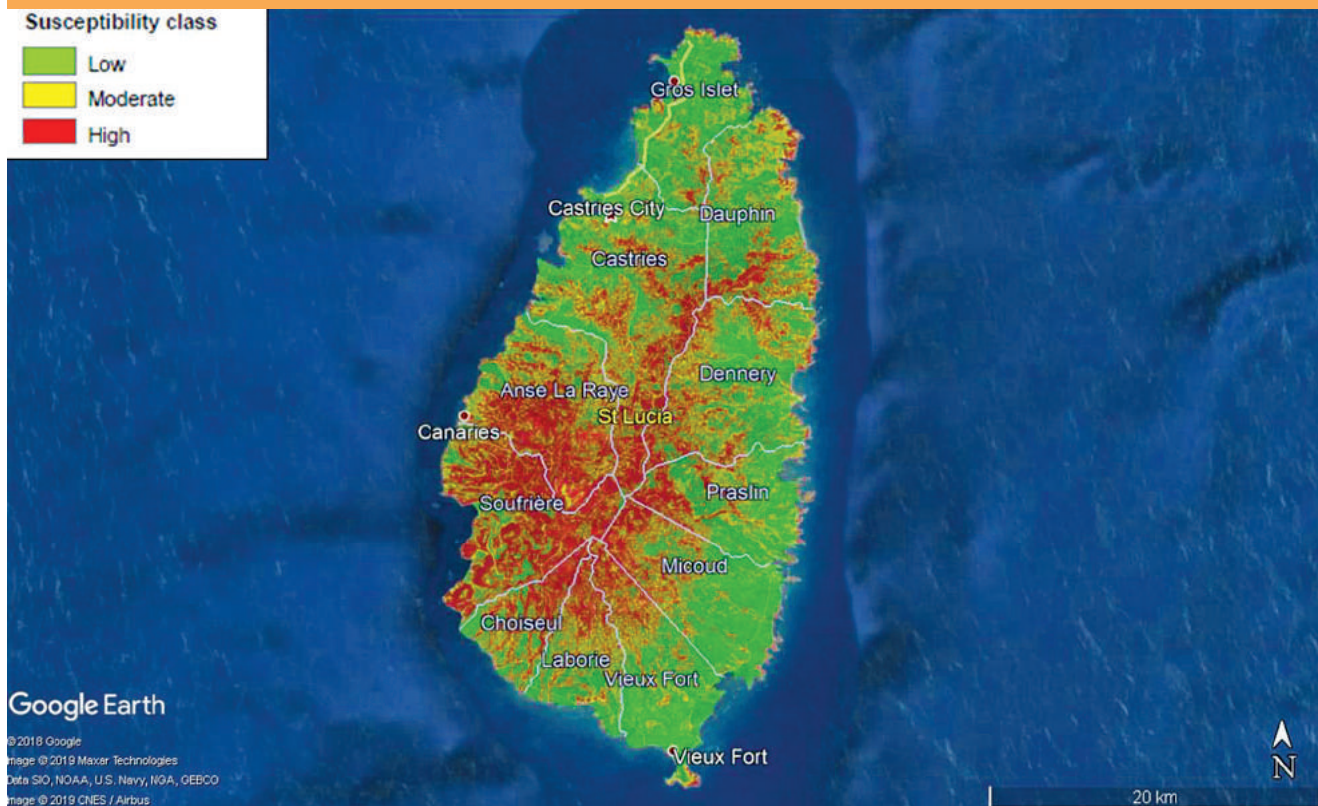 Susceptibility class
Low
Moderate
High
Gros Islet
Castries City
Dauphin
Castries
Dennery
Anse La Raye
St Lucia
Canaries
Praslin
Soufrière
Micoud
Choiseul
Laborie
Vieux Fort
Vieux Fort
Google Earth
© 2018 Google
Image © 2019 Maxar Technologies
Data SIO, NOAA, U.S. Navy, NGA, GEBCO
Image © 2019 CNES / Airbus
N
20 km